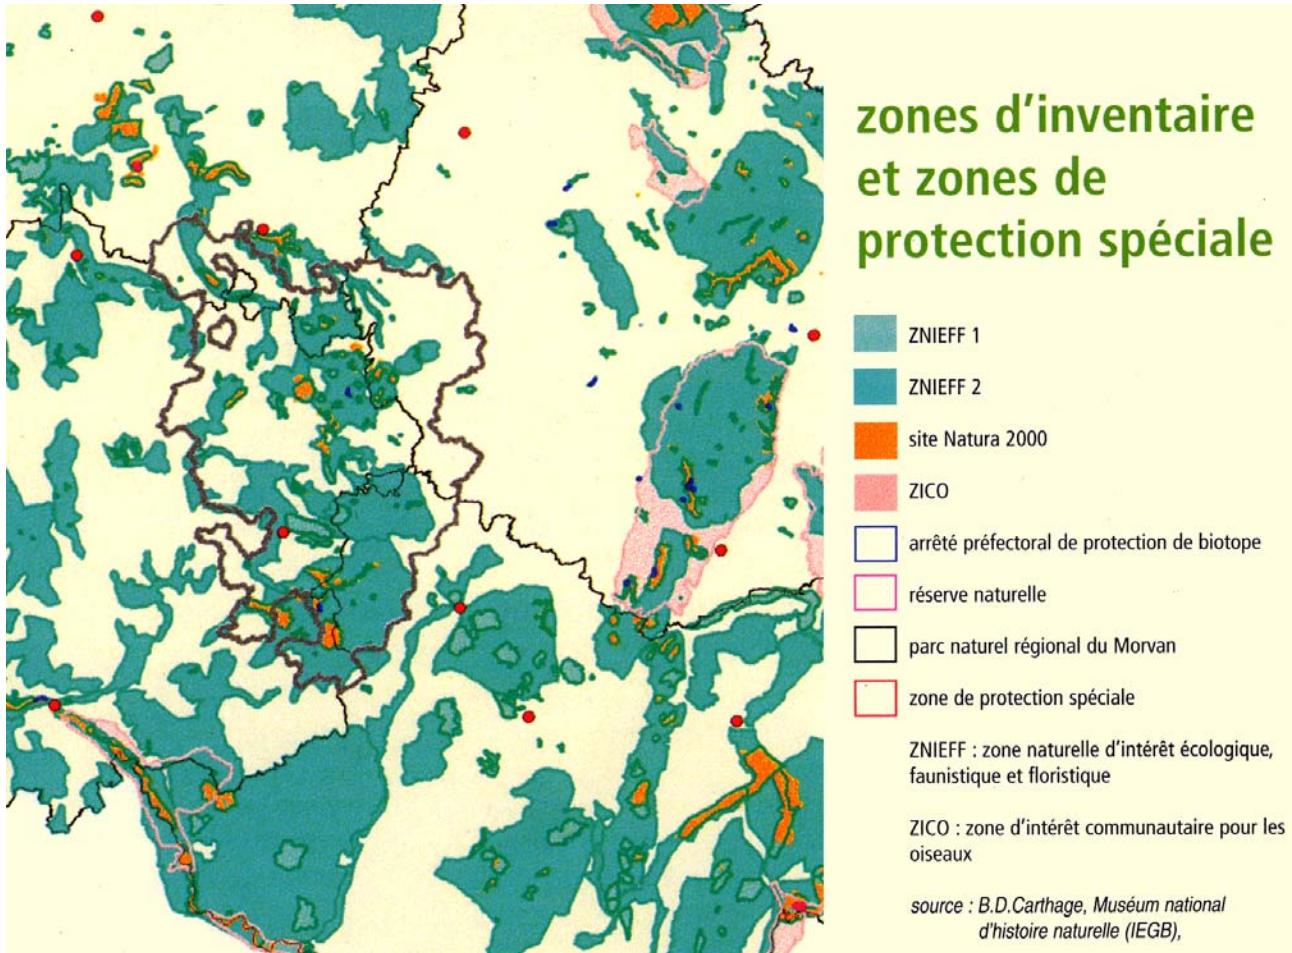 zones d'inventaire
et zones de
protection spéciale
ZNIEFF 1
ZNIEFF 2
site Natura 2000
ZICO
arrêté préfectoral de protection de biotope
réserve naturelle
parc naturel régional du Morvan
zone de protection spéciale
ZNIEFF : zone naturelle d'intérêt écologique,
faunistique et floristique
ZICO : zone d'intérêt communautaire pour les
oiseaux
source : B.D.Carthage, Muséum national
d'histoire naturelle (IEGB),